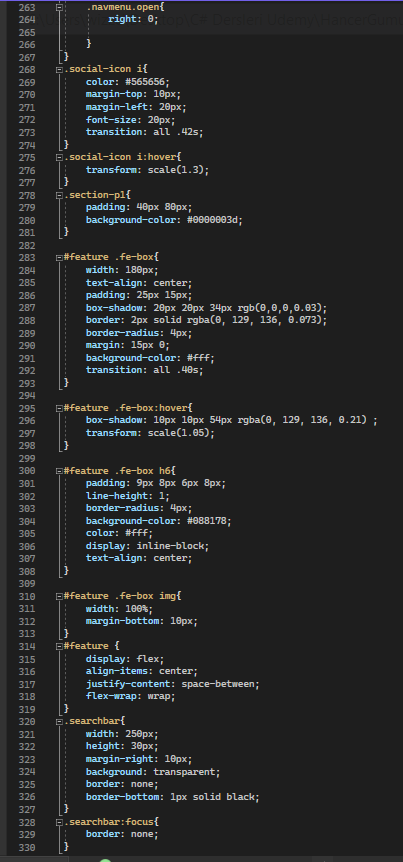 263 .navmenu.open{
264 right: 0;
265
266 }
267 }
268 .social-icon i{
269 color: #565656;
270 margin-top: 10px;
271 margin-left: 20px;
272 font-size: 20px;
273 transition: all .42s;
274 }
275 .social-icon i:hover{
276 transform: scale(1.3);
277 }
278 .section-p1{
279 padding: 40px 80px;
280 background-color: #0000003d;
281 }
282
283 #feature .fe-box{
284 width: 180px;
285 text-align: center;
286 padding: 25px 15px;
287 box-shadow: 20px 20px 34px rgb(0,0,0,0.03);
288 border: 2px solid rgba(0, 129, 136, 0.073);
289 border-radius: 4px;
290 margin: 15px 0;
291 background-color: #fff;
292 transition: all .40s;
293 }
294
295 #feature .fe-box:hover{
296 box-shadow: 10px 10px 54px rgba(0, 129, 136, 0.21) ;
297 transform: scale(1.05);
298 }
299
300 #feature .fe-box h6{
301 padding: 9px 8px 6px 8px;
302 line-height: 1;
303 border-radius: 4px;
304 background-color: #088178;
305 color: #fff;
306 display: inline-block;
307 text-align: center;
308 }
309
310 #feature .fe-box img{
311 width: 100%;
312 margin-bottom: 10px;
313 }
314 #feature {
315 display: flex;
316 align-items: center;
317 justify-content: space-between;
318 flex-wrap: wrap;
319 }
320 .searchbar{
321 width: 250px;
322 height: 30px;
323 margin-right: 10px;
324 background: transparent;
325 border: none;
326 border-bottom: 1px solid black;
327 }
328 .searchbar:focus{
329 border: none;
330 }